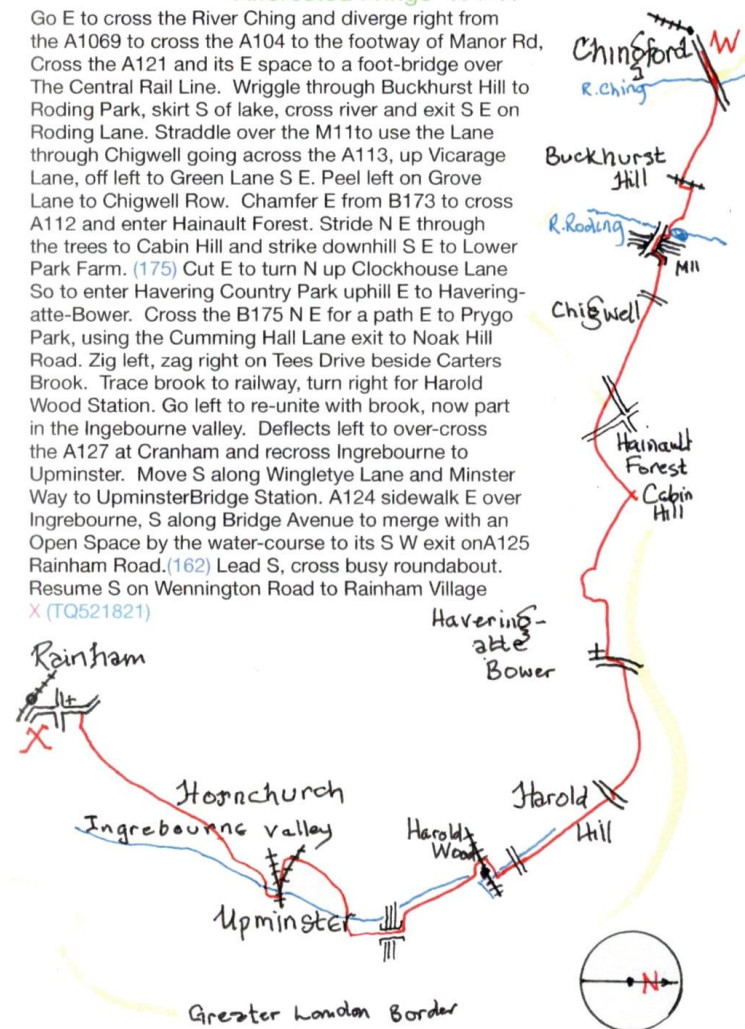 Go E to cross the River Ching and diverge right from
the A1069 to cross the A104 to the footway of Manor Rd,
Cross the A121 and its E space to a foot-bridge over
The Central Rail Line. Wriggle through Buckhurst Hill to
Roding Park, skirt S of lake, cross river and exit S E on
Roding Lane. Straddle over the M11to use the Lane
through Chigwell going across the A113, up Vicarage
Lane, off left to Green Lane S E. Peel left on Grove
Lane to Chigwell Row. Chamfer E from B173 to cross
A112 and enter Hainault Forest. Stride N E through
the trees to Cabin Hill and strike downhill S E to Lower
Park Farm. (175) Cut E to turn N up Clockhouse Lane
So to enter Havering Country Park uphill E to Havering-
atte-Bower. Cross the B175 N E for a path E to Prygo
Park, using the Cumming Hall Lane exit to Noak Hill
Road. Zig left, zag right on Tees Drive beside Carters
Brook. Trace brook to railway, turn right for Harold
Wood Station. Go left to re-unite with brook, now part
in the Ingebourne valley. Deflects left to over-cross
the A127 at Cranham and recross Ingrebourne to
Upminster. Move S along Wingletye Lane and Minster
Way to UpminsterBridge Station. A124 sidewalk E over
Ingrebourne, S along Bridge Avenue to merge with an
Open Space by the water-course to its S W exit onA125
Rainham Road.(162) Lead S, cross busy roundabout.
Resume S on Wennington Road to Rainham Village
X (TQ521821)
Chingford
W
R.Ching
Buckhurst
Hill
R.Roding
M11
Chigwell
Hainault
Forest
Cabin
Hill
Havering-
atte
Bower
Rainham
X
Hornchurch
Ingrebourne Valley
Harold
Hill
Harold
Wood
Upminster
N
Greater London Border